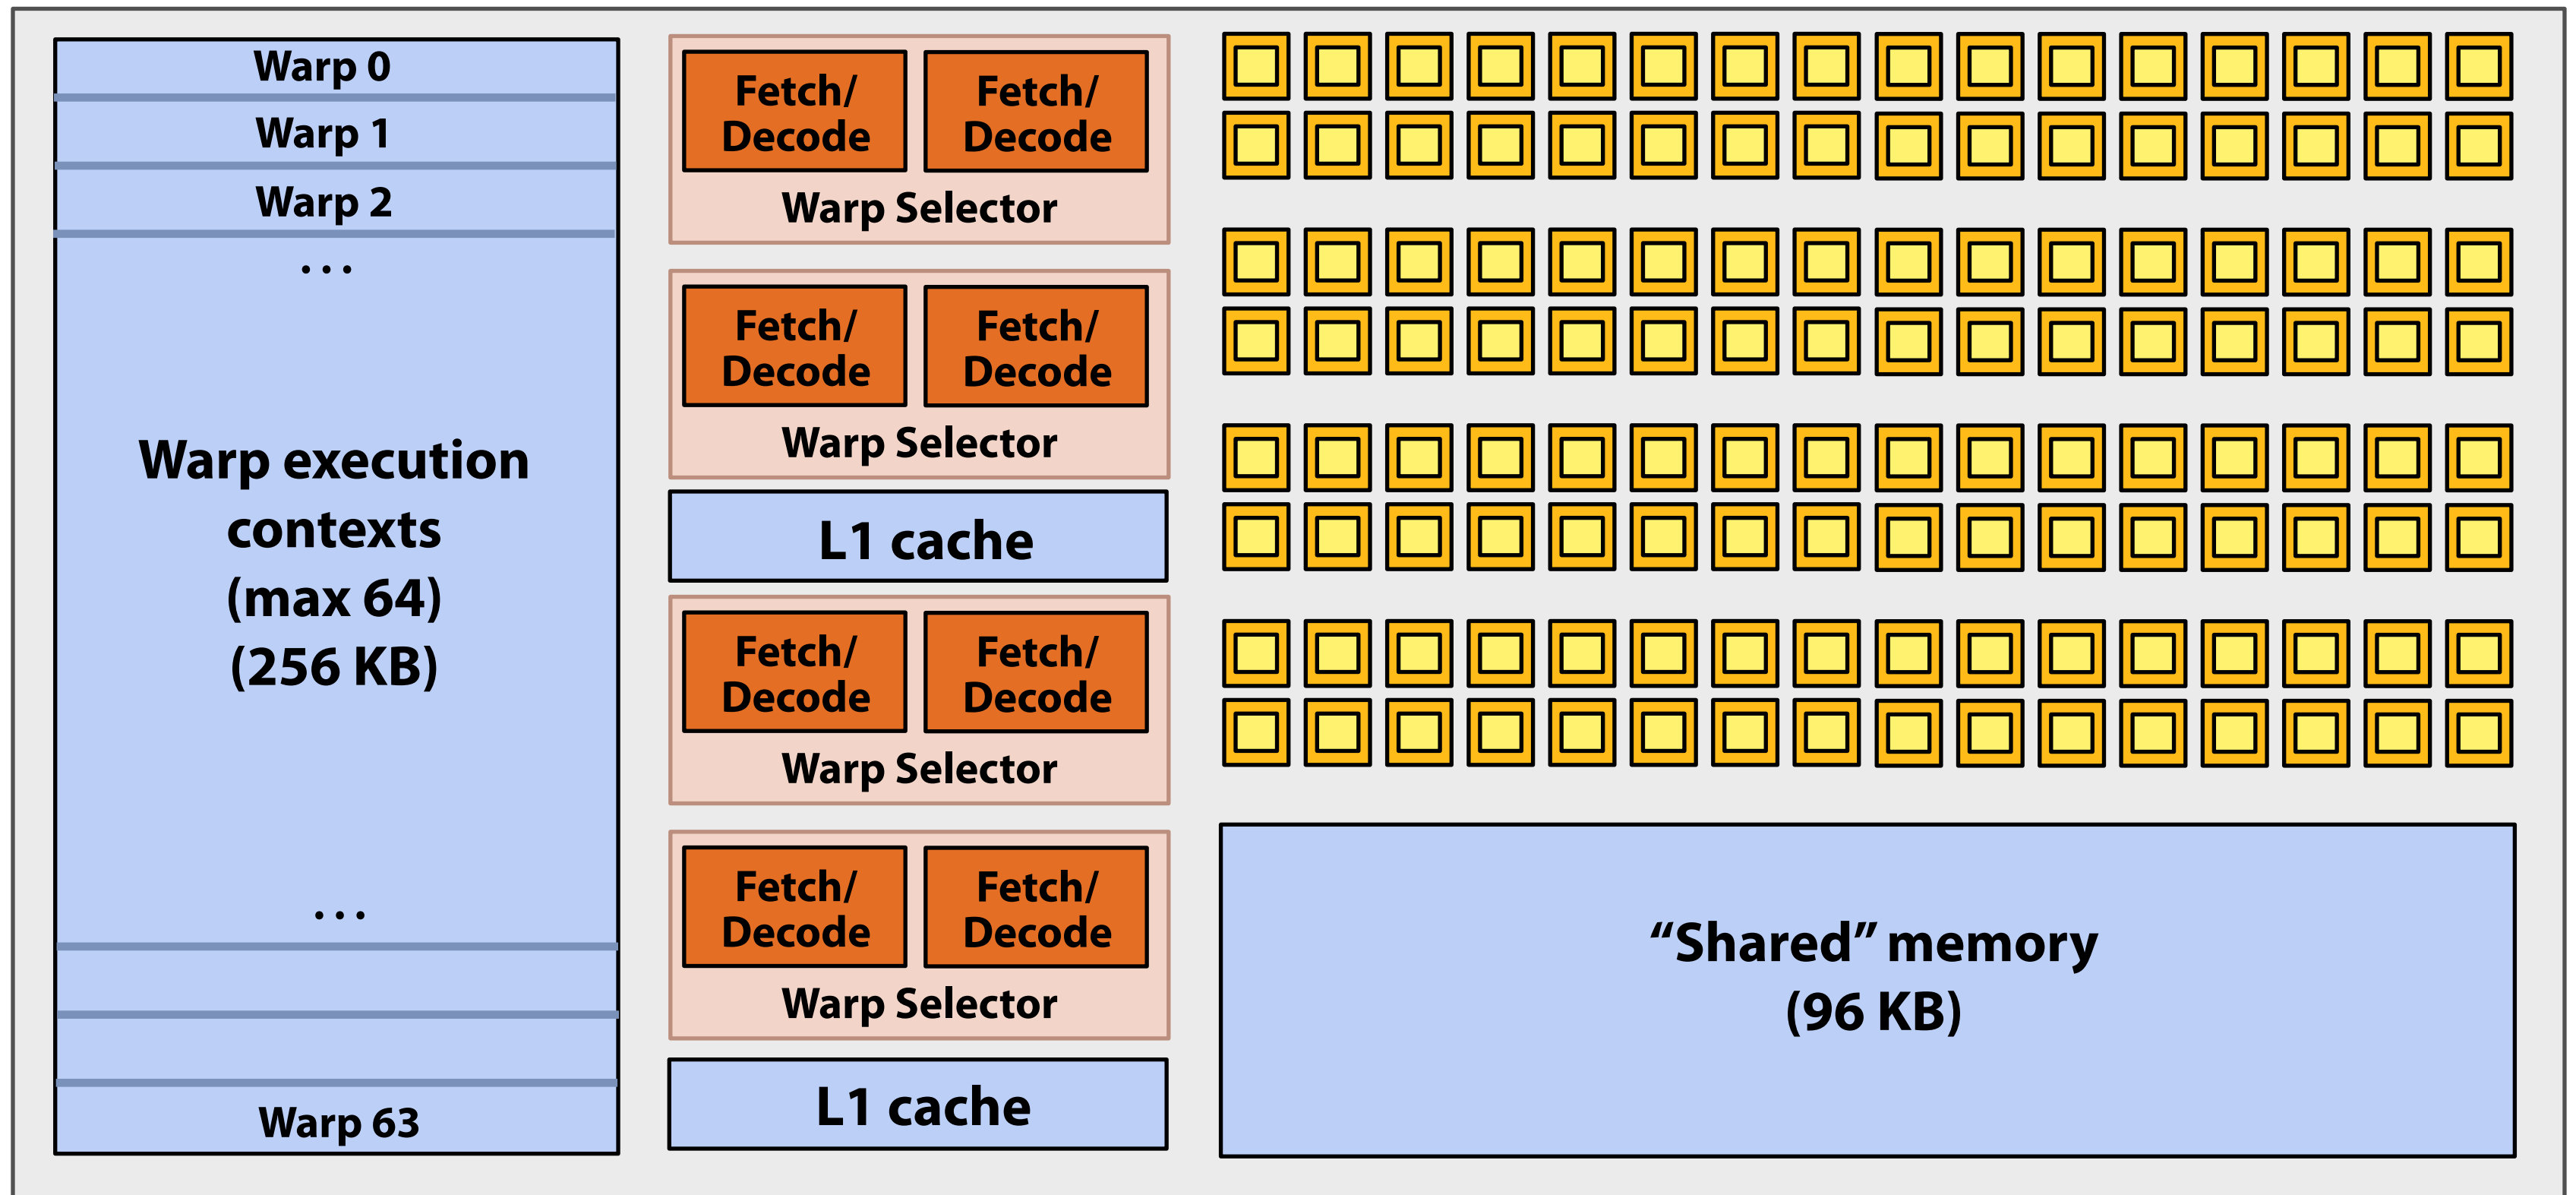 Warp 0
Warp 1
Warp 2
...
Warp execution
contexts
(max 64)
(256 KB)
...
Warp 63
Fetch/
Decode
Fetch/
Decode
Warp Selector
Fetch/
Decode
Fetch/
Decode
Warp Selector
L1 cache
Fetch/
Decode
Fetch/
Decode
Warp Selector
Fetch/
Decode
Fetch/
Decode
Warp Selector
L1 cache
“Shared” memory
(96 KB)